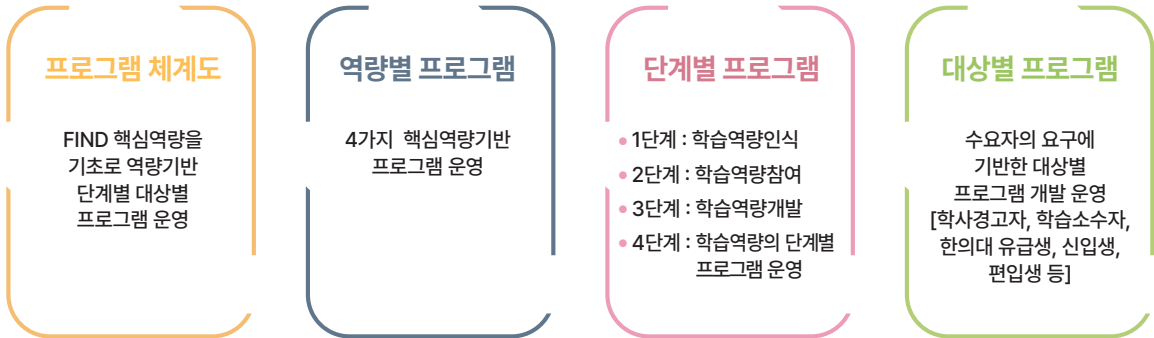 프로그램 체계도
FIND 핵심역량을
기초로 역량기반
단계별 대상별
프로그램 운영
역량별 프로그램
4가지 핵심역량기반
프로그램 운영
단계별 프로그램
• 1단계 : 학습역량인식
• 2단계 : 학습역량참여
• 3단계 : 학습역량개발
• 4단계 : 학습역량의 단계별
프로그램 운영
대상별 프로그램
수요자의 요구에
기반한 대상별
프로그램 개발 운영
[학사경고자, 학습소수자,
한의대 유급생, 신입생,
편입생 등]